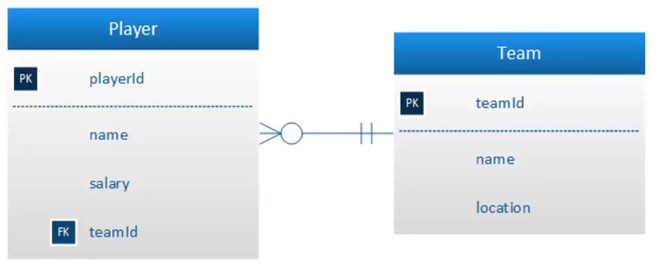 Player
PK playerId
name
salary
FK teamId
Team
PK teamId
name
location